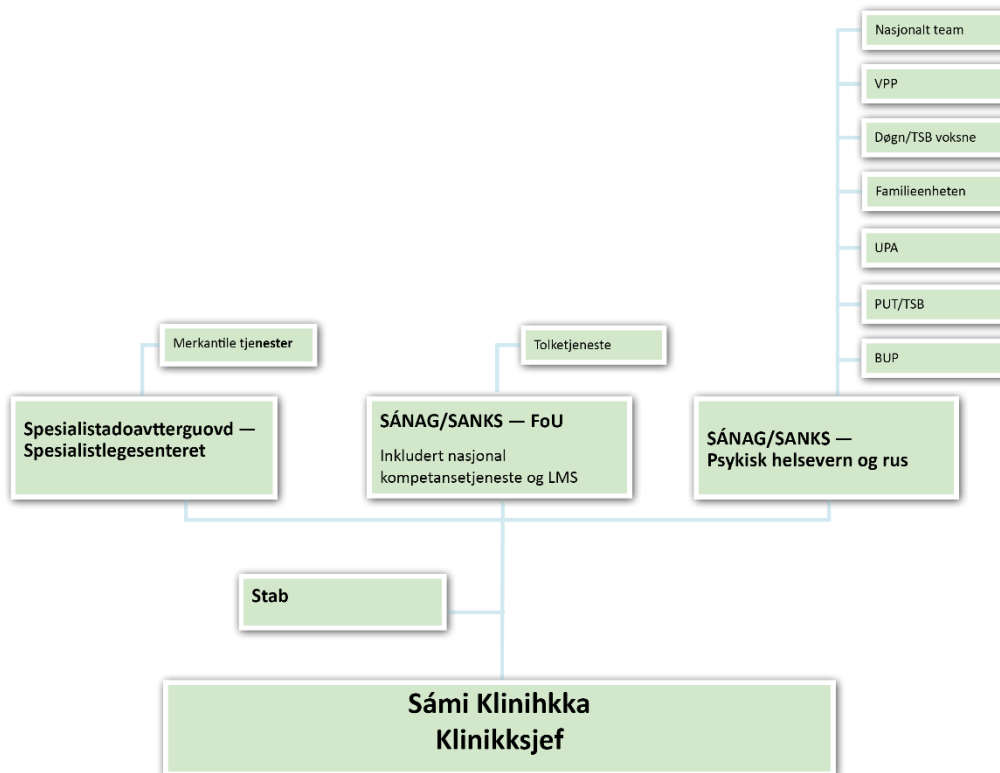 Nasjonalt team
VPP
Døgn/TSB voksne
Familieenheten
UPA
PUT/TSB
BUP
Merkantile tjenester
Tolketjeneste
Spesialistadoavtterguovd —
Spesialistlegesenteret
SÁNAG/SANKS — FoU
Inkludert nasjonal
kompetansetjeneste og LMS
SÁNAG/SANKS —
Psykisk helsevern og rus
Stab
Sámi Klinihkka
Klinikksjef